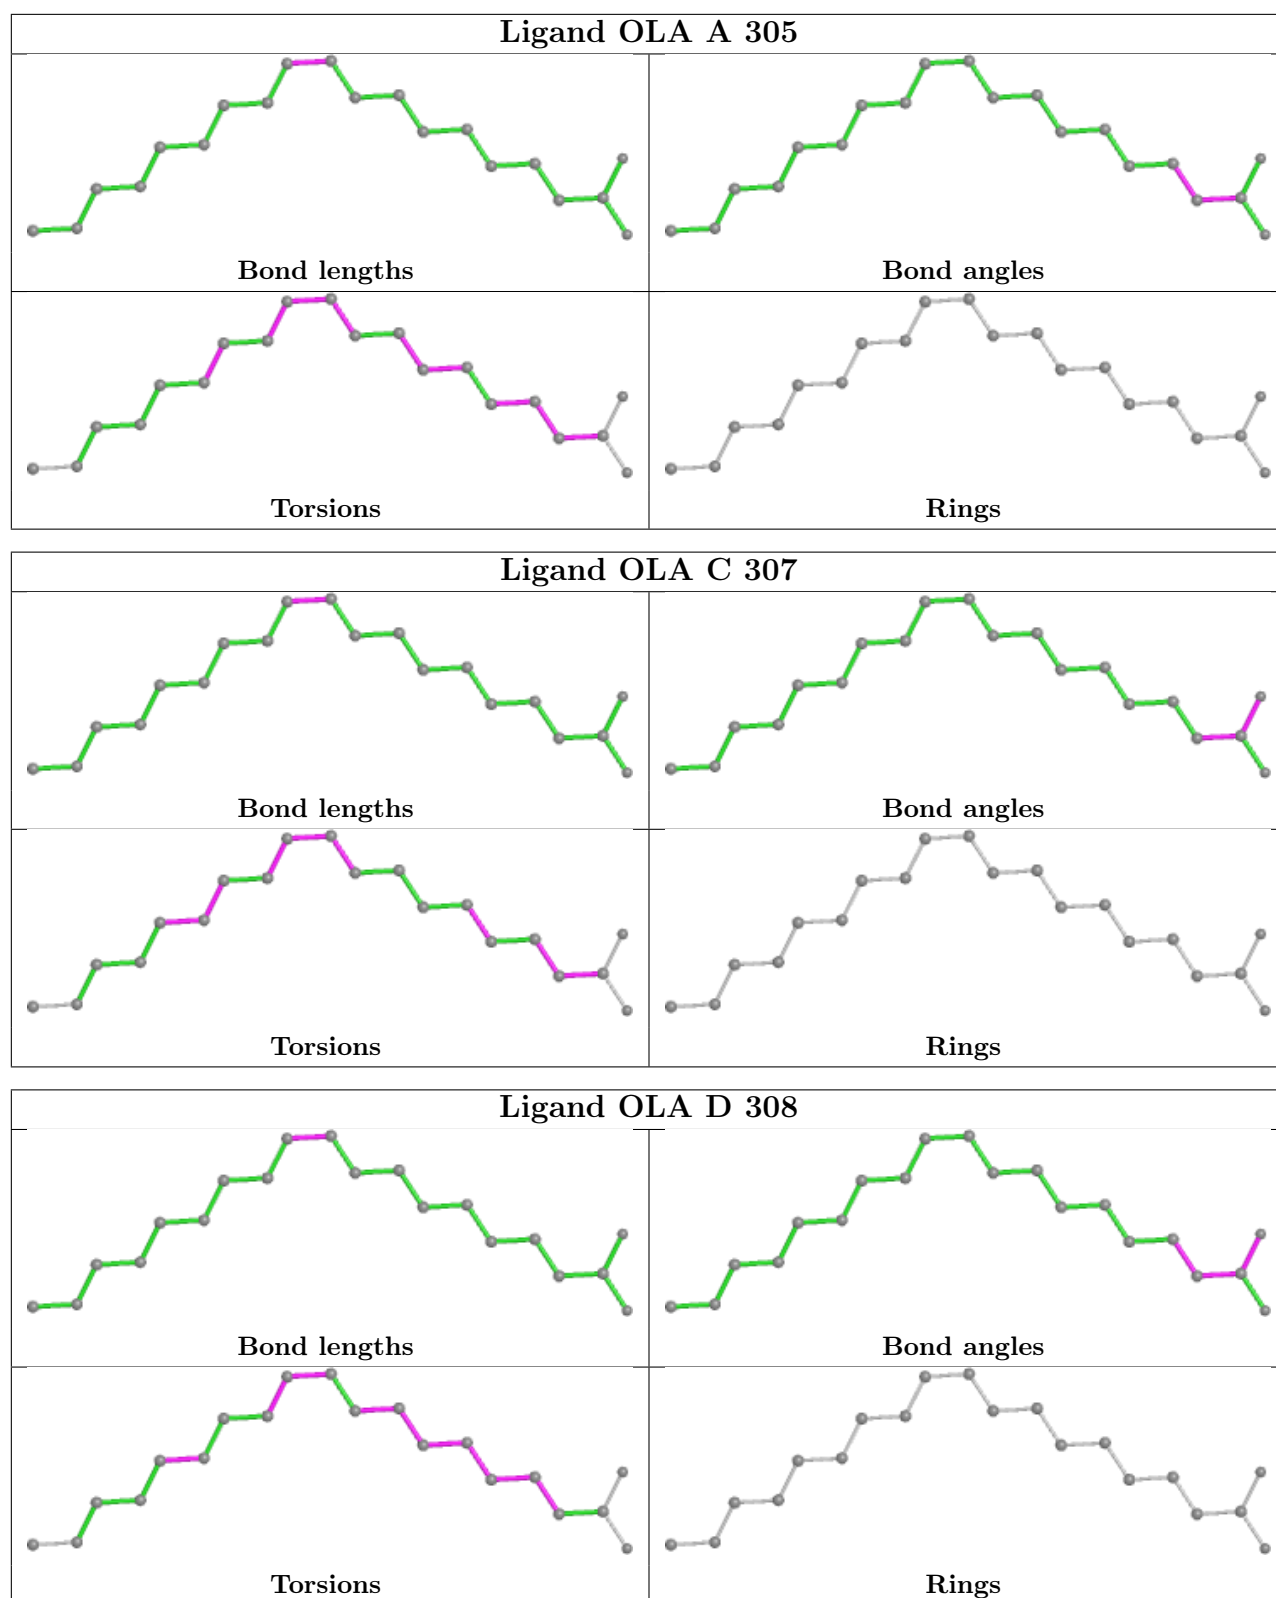 Ligand OLA A 305
Bond lengths
Bond angles
Torsions
Rings
Ligand OLA C 307
Bond lengths
Bond angles
Torsions
Rings
Ligand OLA D 308
Bond lengths
Bond angles
Torsions
Rings